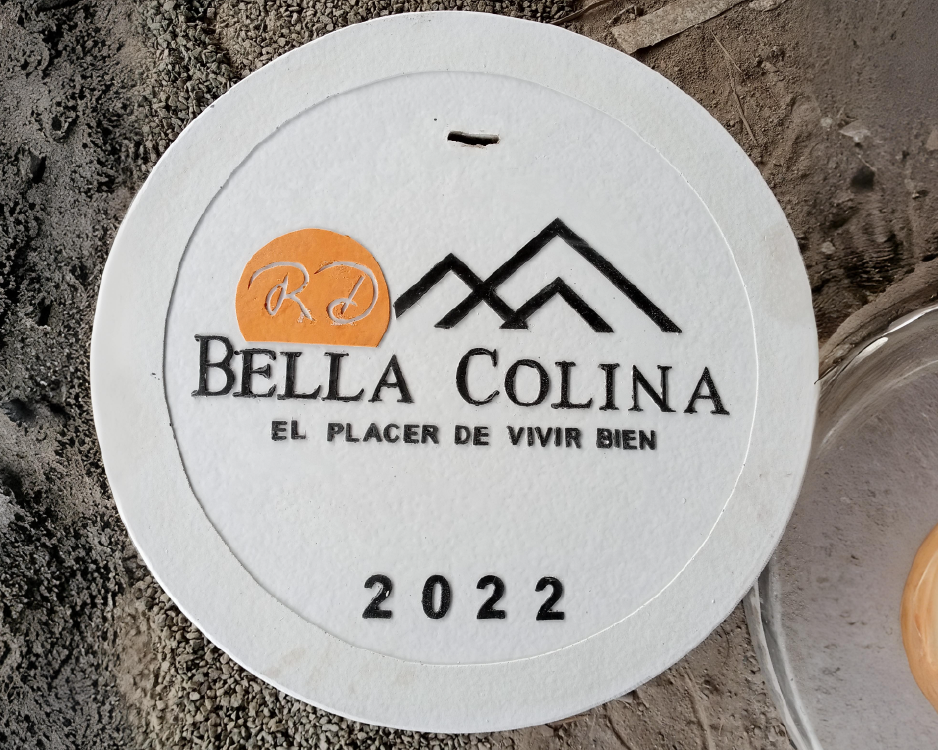 RD
BELLA COLINA
EL PLACER DE VIVIR BIEN
2022